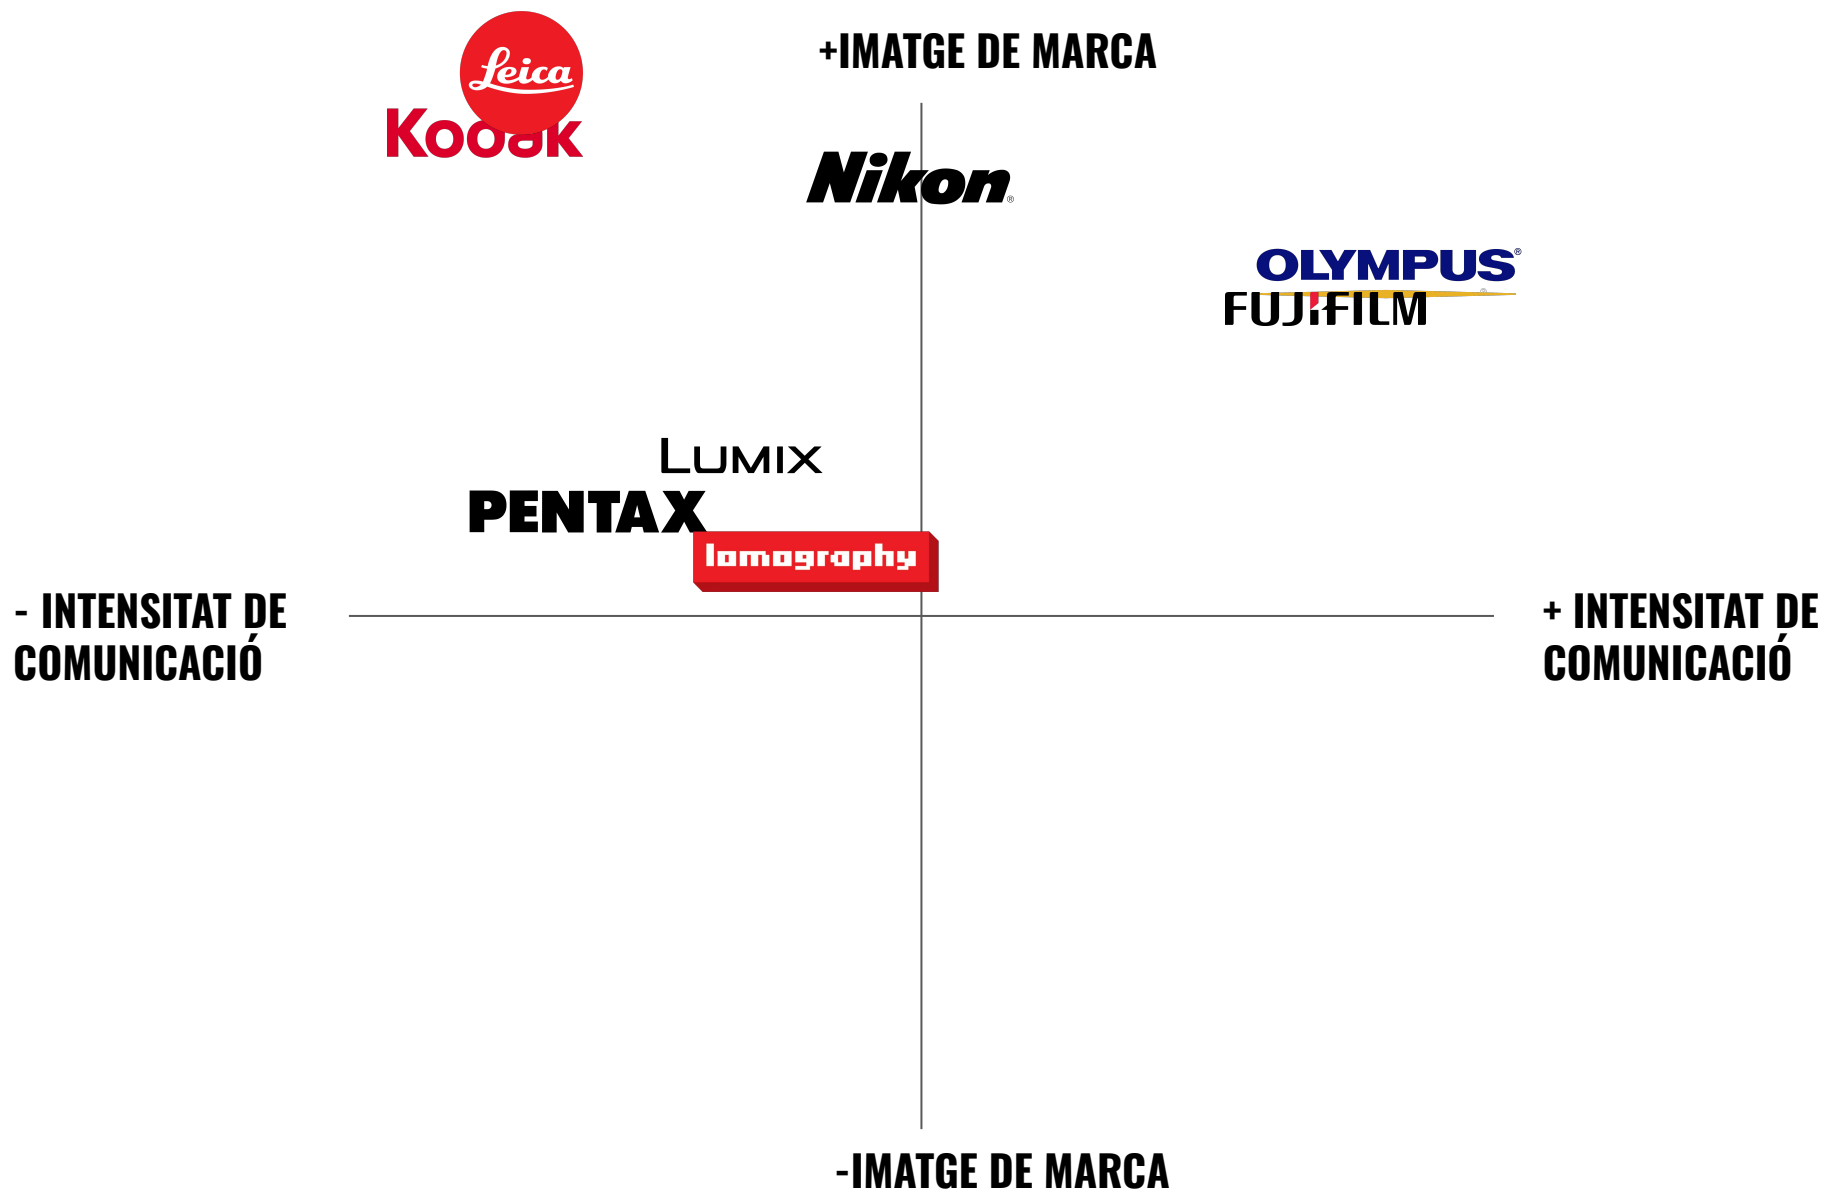 Leica
+IMATGE DE MARCA
Kodak
Nikon®
OLYMPUS®
FUJIFILM
LUMIX
PENTAX
lomography
- INTENSITAT DE
COMUNICACIÓ
+ INTENSITAT DE
COMUNICACIÓ
-IMATGE DE MARCA